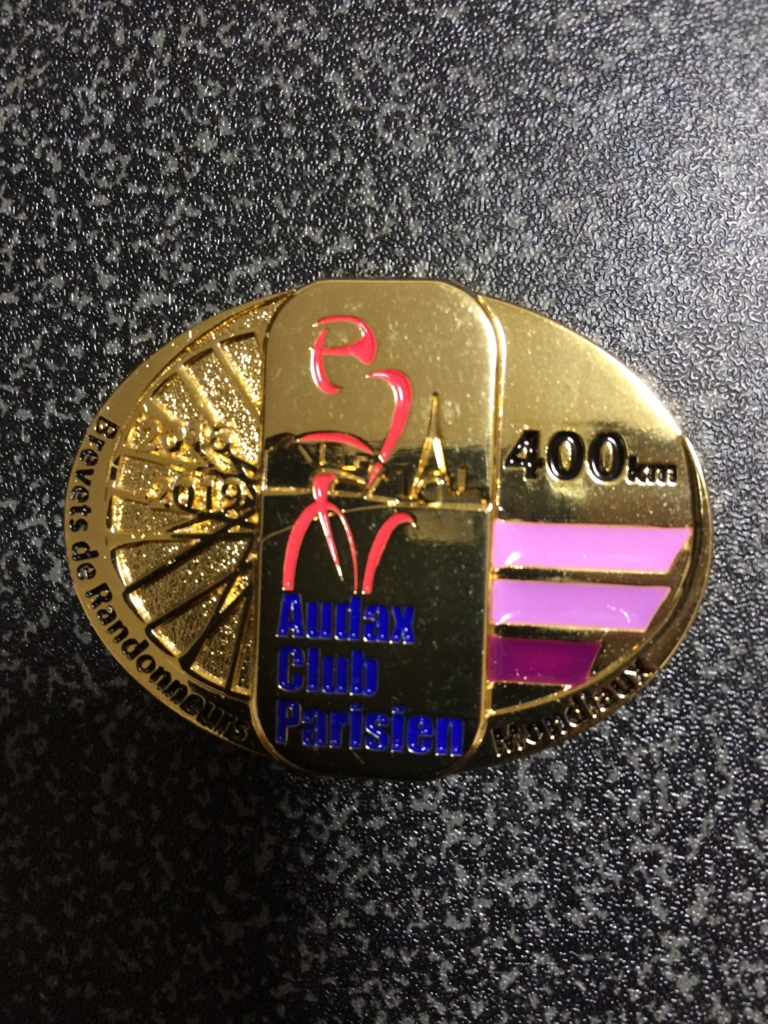 2016
2019
Brevets de Randonneurs
Mondiaux
400km
Audax
Club
Parisien